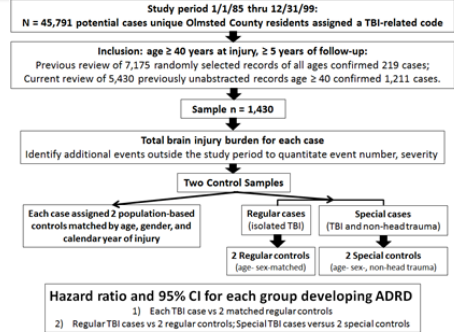 Study period 1/1/85 thru 12/31/99:
N = 45,791 potential cases unique Olmsted County residents assigned a TBI-related code
Inclusion: age ≥ 40 years at injury, ≥ 5 years of follow-up:
Previous review of 7,175 randomly selected records of all ages confirmed 219 cases;
Current review of 5,430 previously unabstracted records age ≥ 40 confirmed 1,211 cases.
Sample n = 1,430
Total brain injury burden for each case
Identify additional events outside the study period to quantitate event number, severity
Two Control Samples
Each case assigned 2 population-based
controls matched by age, gender, and
calendar year of injury
Regular cases
(isolated TBI)
Special cases
(TBI and non-head trauma)
2 Regular controls
(age- sex-matched)
2 Special controls
(age- sex-, non-head trauma)
Hazard ratio and 95% CI for each group developing ADRD
1) Each TBI case vs 2 matched regular controls
2) Regular TBI cases vs 2 regular controls; Special TBI cases versus 2 special controls